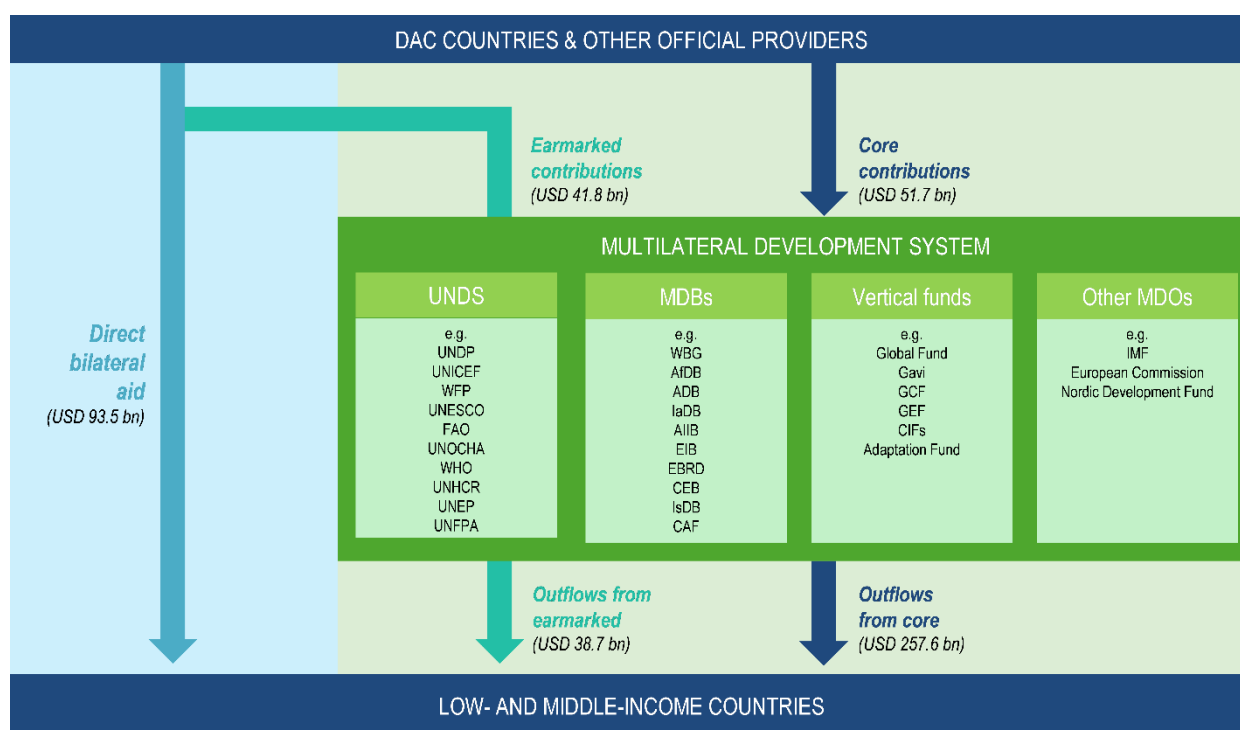 DAC COUNTRIES & OTHER OFFICIAL PROVIDERS
Earmarked
contributions
(USD 41.8 bn)
Core
contributions
(USD 51.7 bn)
Direct
bilateral
aid
(USD 93.5 bn)
MULTILATERAL DEVELOPMENT SYSTEM
UNDS
e.g.
UNDP
UNICEF
WFP
UNESCO
FAO
UNOCHA
WHO
UNHCR
UNEP
UNFPA
MDBs
e.g.
WBG
AfDB
ADB
IaDB
AIIB
EIB
EBRD
CEB
IsDB
CAF
Vertical funds
e.g.
Global Fund
Gavi
GCF
GEF
CIFs
Adaptation Fund
Other MDOs
e.g.
IMF
European Commission
Nordic Development Fund
Outflows from
earmarked
(USD 38.7 bn)
Outflows
from core
(USD 257.6 bn)
LOW- AND MIDDLE-INCOME COUNTRIES